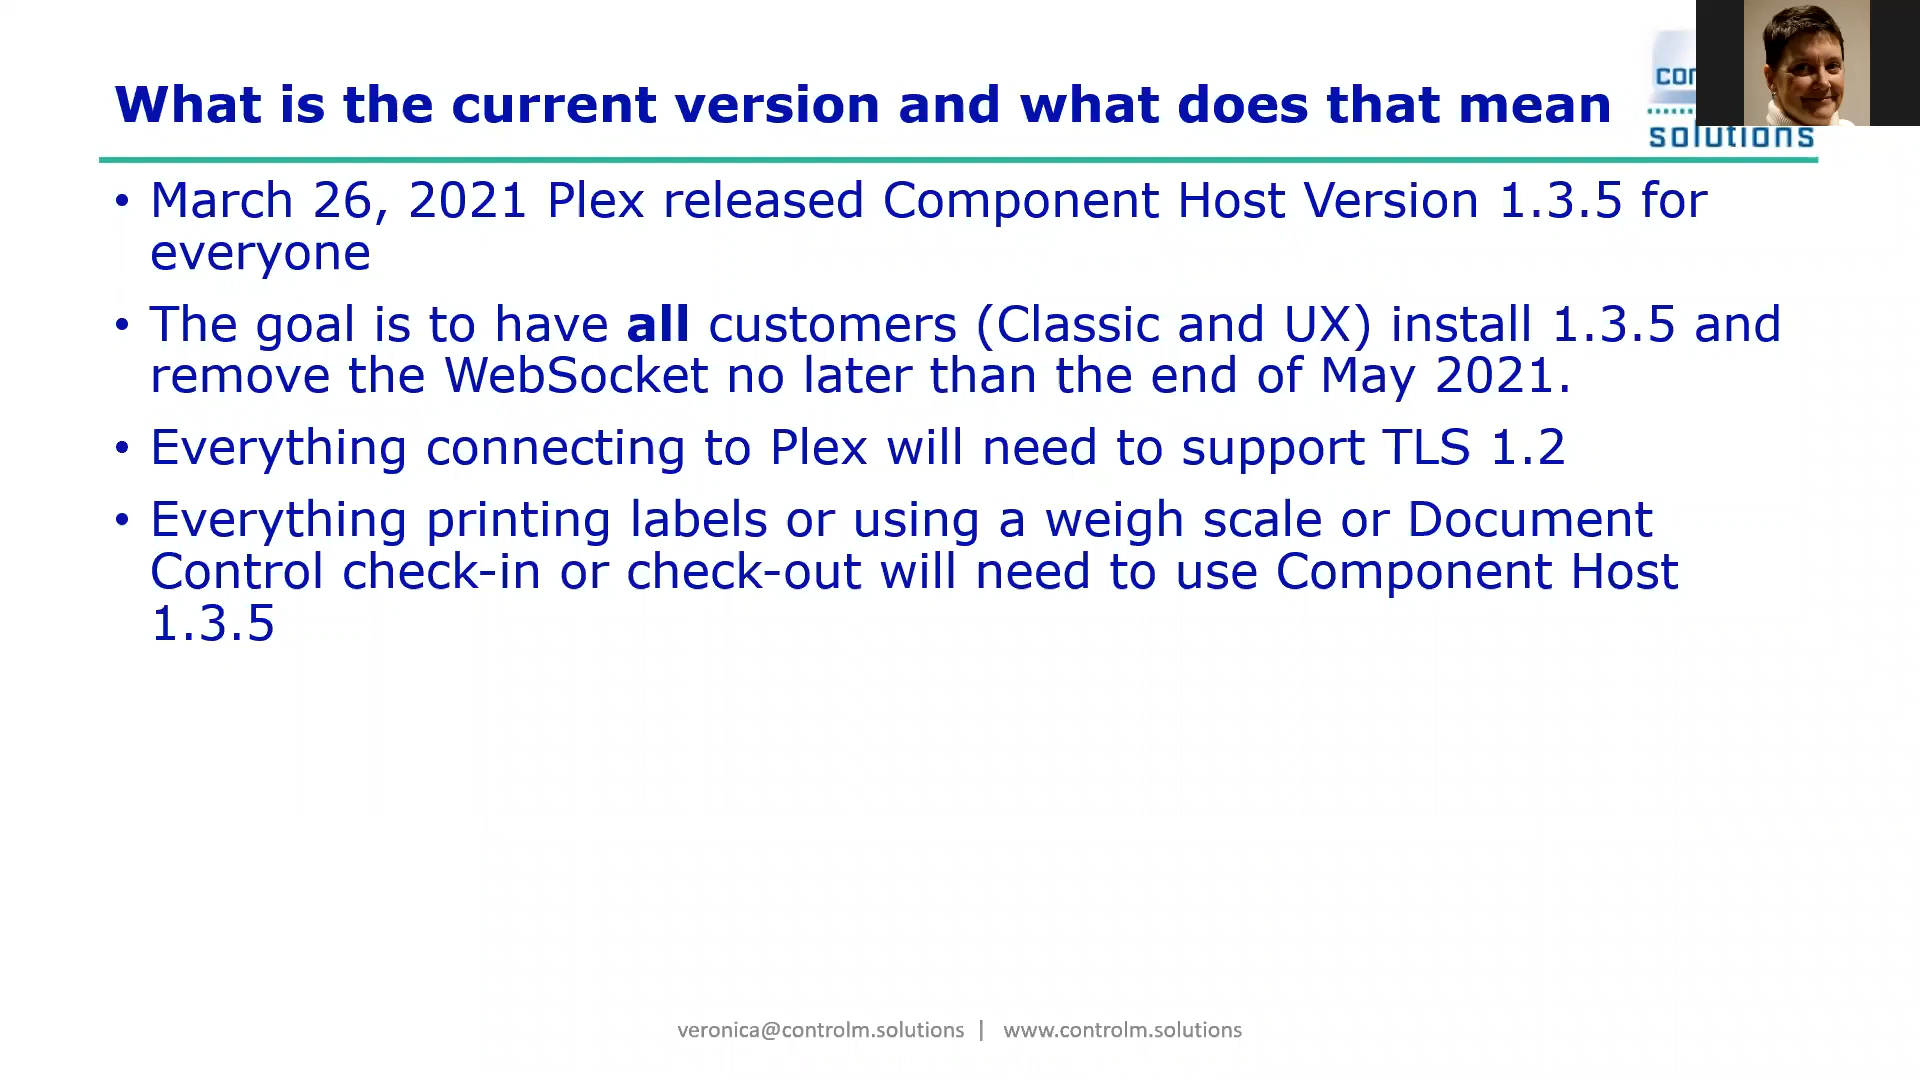 What is the current version and what does that mean
solutions
• March 26, 2021 Plex released Component Host Version 1.3.5 for
everyone
• The goal is to have all customers (Classic and UX) install 1.3.5 and
remove the WebSocket no later than the end of May 2021.
• Everything connecting to Plex will need to support TLS 1.2
• Everything printing labels or using a weigh scale or Document
Control check-in or check-out will need to use Component Host
1.3.5
veronica@controlm.solutions | www.controlm.solutions